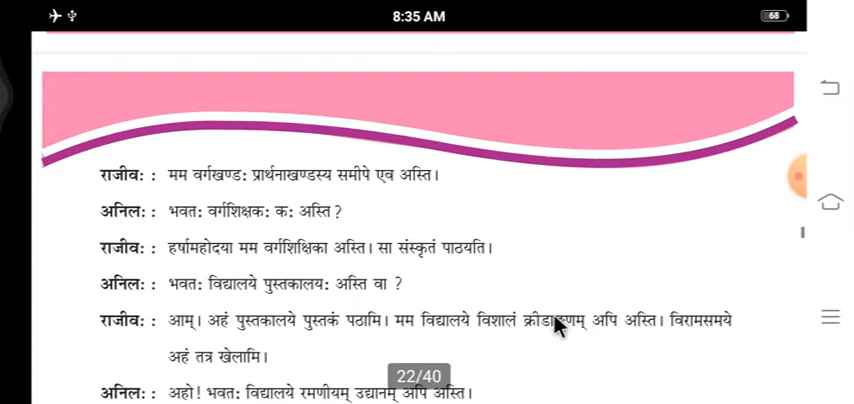 8:35 AM
68
राजीवः : मम वर्गखण्डः प्रार्थनाखण्डस्य समीपे एव अस्ति।
अनिलः : भवतः वर्गशिक्षकः कः अस्ति?
राजीवः : हर्षामहोदया मम वर्गशिक्षिका अस्ति। सा संस्कृतं पाठयति।
अनिलः : भवतः विद्यालये पुस्तकालयः अस्ति वा ?
राजीवः : आम्। अहं पुस्तकालये पुस्तकं पठामि। मम विद्यालये विशालं अपि अस्ति। विरामसमये
अहं तत्र खेलामि।
22/40
अनिलः : अहो! भवतः विद्यालये रमणीयम् उद्यानम् अपि अस्ति।